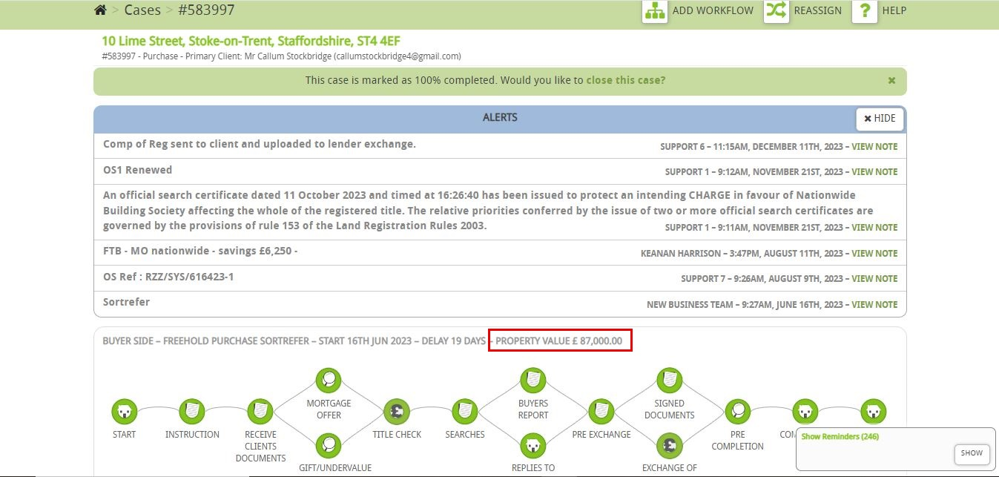 > Cases > #583997
ADD WORKFLOW REASSIGN ? HELP
10 Lime Street, Stoke-on-Trent, Staffordshire, ST4 4EF
#583997 - Purchase - Primary Client: Mr Callum Stockbridge (callumstockbridge4@gmail.com)
This case is marked as 100% completed. Would you like to close this case?
ALERTS
HIDE
Comp of Reg sent to client and uploaded to lender exchange.
SUPPORT 6 – 11:15AM, DECEMBER 11TH, 2023 – VIEW NOTE
OS1 Renewed
SUPPORT 1 – 9:12AM, NOVEMBER 21ST, 2023 – VIEW NOTE
An official search certificate dated 11 October 2023 and timed at 16:26:40 has been issued to protect an intending CHARGE in favour of Nationwide
Building Society affecting the whole of the registered title. The relative priorities conferred by the issue of two or more official search certificates are
governed by the provisions of rule 153 of the Land Registration Rules 2003.
SUPPORT 1 – 9:11AM, NOVEMBER 21ST, 2023 – VIEW NOTE
FTB - MO nationwide - savings £6,250 -
KEANAN HARRISON – 3:47PM, AUGUST 11TH, 2023 – VIEW NOTE
OS Ref : RZZ/SYS/616423-1
SUPPORT 7 – 9:26AM, AUGUST 9TH, 2023 – VIEW NOTE
Sortrefer
NEW BUSINESS TEAM – 9:27AM, JUNE 16TH, 2023 – VIEW NOTE
BUYER SIDE – FREEHOLD PURCHASE SORTREFER – START 16TH JUN 2023 – DELAY 19 DAYS - PROPERTY VALUE £ 87,000.00
START
INSTRUCTION
RECEIVE
CLIENTS
DOCUMENTS
MORTGAGE
OFFER
GIFT/UNDERVALUE
£
TITLE CHECK
SEARCHES
BUYERS
REPORT
REPLIES TO
PRE EXCHANGE
SIGNED
DOCUMENTS
£
EXCHANGE OF
PRE
COMPLETION
Show Reminders (246)
SHOW